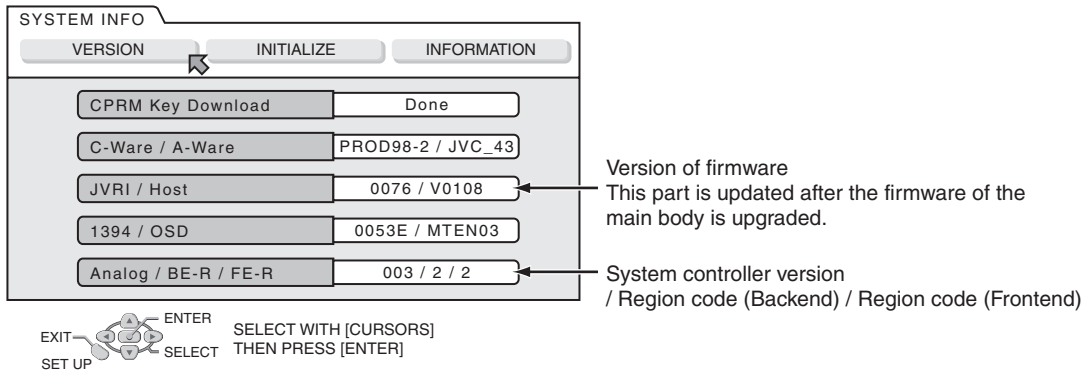 SYSTEM INFO
VERSION INITIALIZE INFORMATION
CPRM Key Download Done
C-Ware / A-Ware PROD98-2 / JVC_43
JVRI / Host 0076 / V0108
1394 / OSD 0053E / MTEN03
Analog / BE-R / FE-R 003 / 2 / 2
Version of firmware
This part is updated after the firmware of the
main body is upgraded.
System controller version
/ Region code (Backend) / Region code (Frontend)
EXIT
SET UP
ENTER
SELECT
SELECT WITH [CURSORS]
THEN PRESS [ENTER]